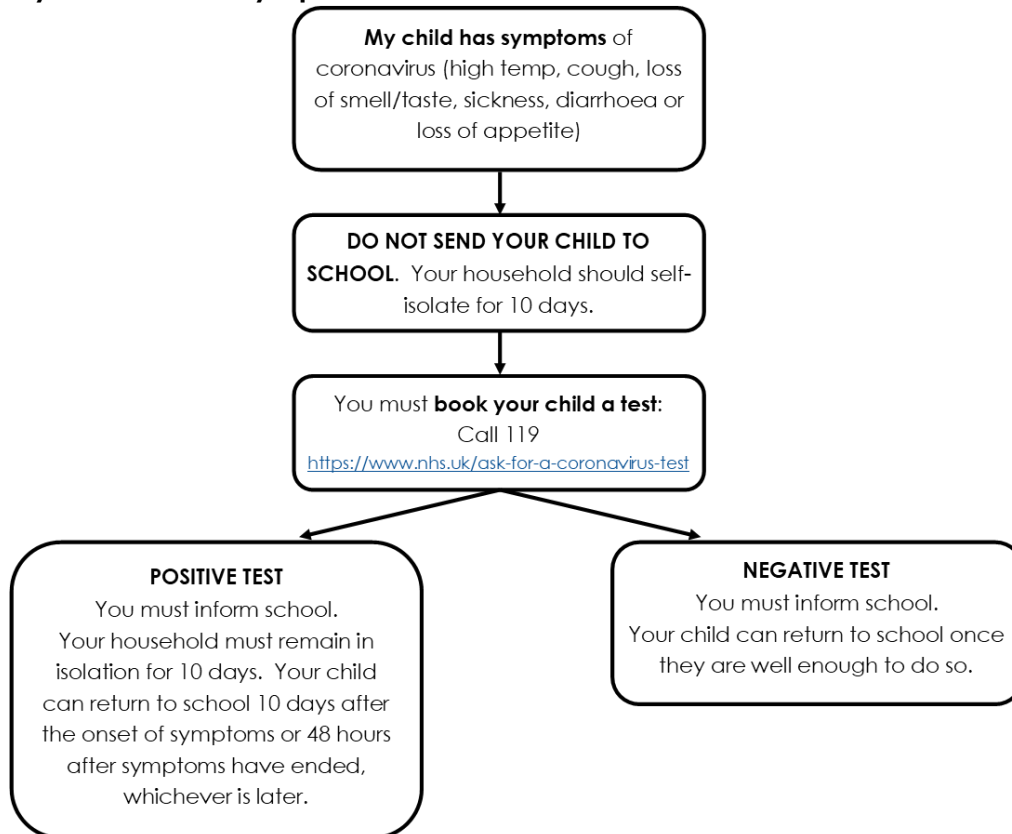 My child has symptoms of
coronavirus (high temp, cough, loss
of smell/taste, sickness, diarrhoea or
loss of appetite)
DO NOT SEND YOUR CHILD TO
SCHOOL.  Your household should self-
isolate for 10 days.
You must book your child a test:
Call 119
https://www.nhs.uk/ask-for-a-coronavirus-test
POSITIVE TEST
You must inform school.
Your household must remain in
isolation for 10 days.  Your child
can return to school 10 days after
the onset of symptoms or 48 hours
after symptoms have ended,
whichever is later.
NEGATIVE TEST
You must inform school.
Your child can return to school once
they are well enough to do so.